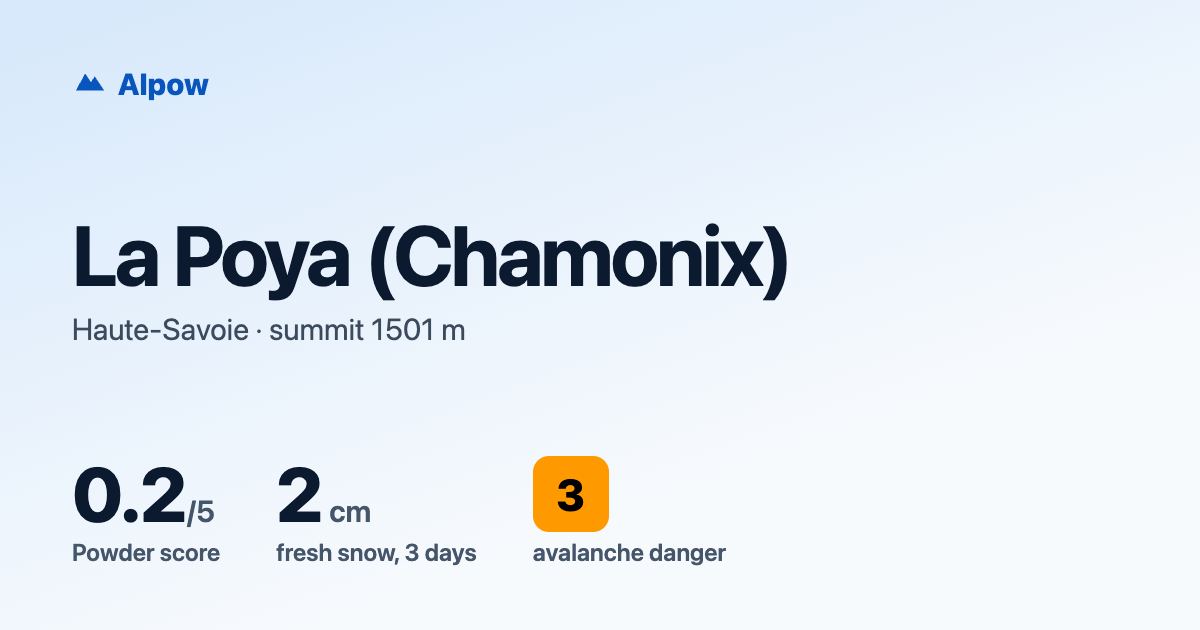 Alpow
La Poya (Chamonix)
Haute-Savoie · summit 1501 m
0.2/5 2 cm 3
Powder score fresh snow, 3 days avalanche danger